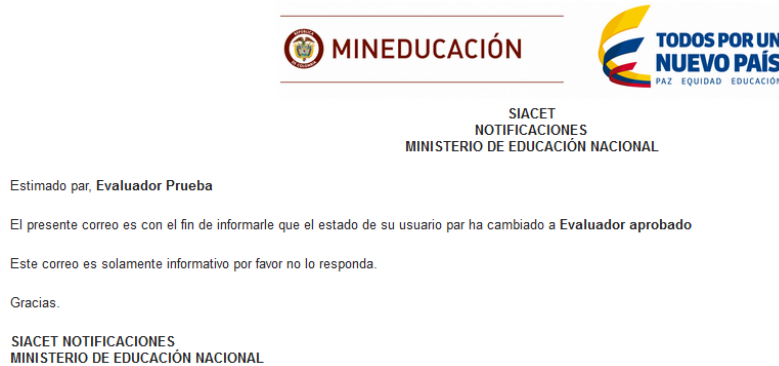 MINEDUCACIÓN
TODOS POR UN
NUEVO PAÍS
PAZ EQUIDAD EDUCACIÓN
SIACET
NOTIFICACIONES
MINISTERIO DE EDUCACIÓN NACIONAL
Estimado par, Evaluador Prueba
El presente correo es con el fin de informarle que el estado de su usuario par ha cambiado a Evaluador aprobado
Este correo es solamente informativo por favor no lo responda.
Gracias.
SIACET NOTIFICACIONES
MINISTERIO DE EDUCACIÓN NACIONAL